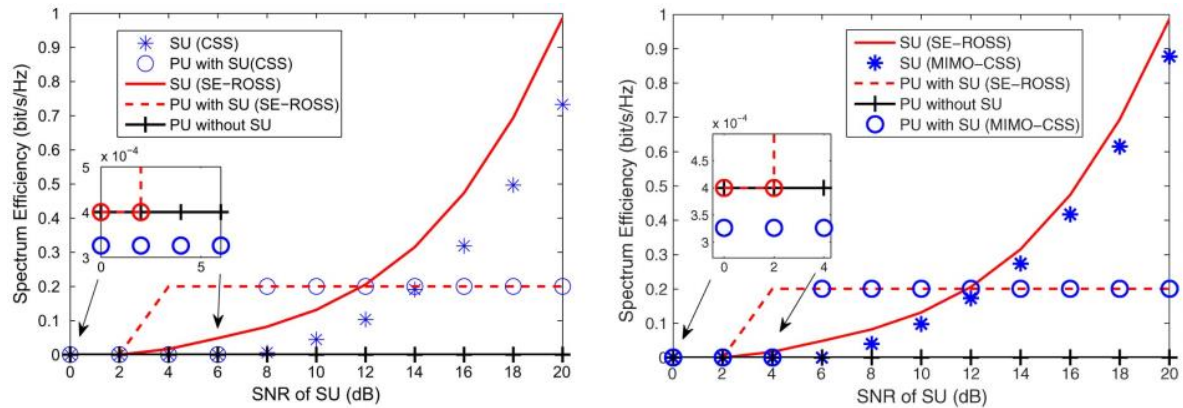 1
0.9
0.8
0.7
0.6
0.5
0.4
0.3
0.2
0.1
0
Spectrum Efficiency (bit/s/Hz)
SU (CSS)
PU with SU(CSS)
SU (SE-ROSS)
PU with SU (SE-ROSS)
PU without SU
x 10⁻⁴
5
4
3
0 5
0 2 4 6 8 10 12 14 16 18 20
SNR of SU (dB)
1
0.9
0.8
0.7
0.6
0.5
0.4
0.3
0.2
0.1
0
Spectrum Efficiency (bit/s/Hz)
SU (SE-ROSS)
SU (MIMO-CSS)
PU with SU (SE-ROSS)
PU without SU
PU with SU (MIMO-CSS)
x 10⁻⁴
4.5
4
3.5
3
0 2 4
0 2 4 6 8 10 12 14 16 18 20
SNR of SU (dB)